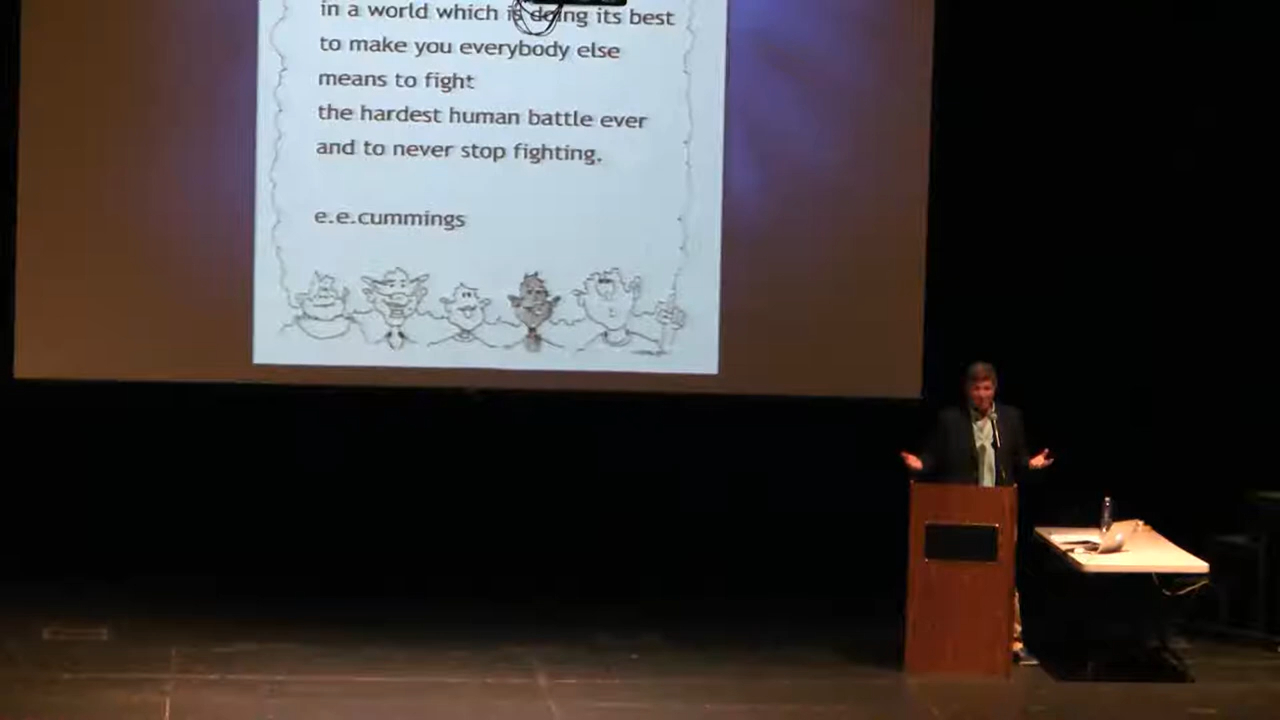 in a world which is doing its best
to make you everybody else
means to fight
the hardest human battle ever
and to never stop fighting.
e.e.cummings